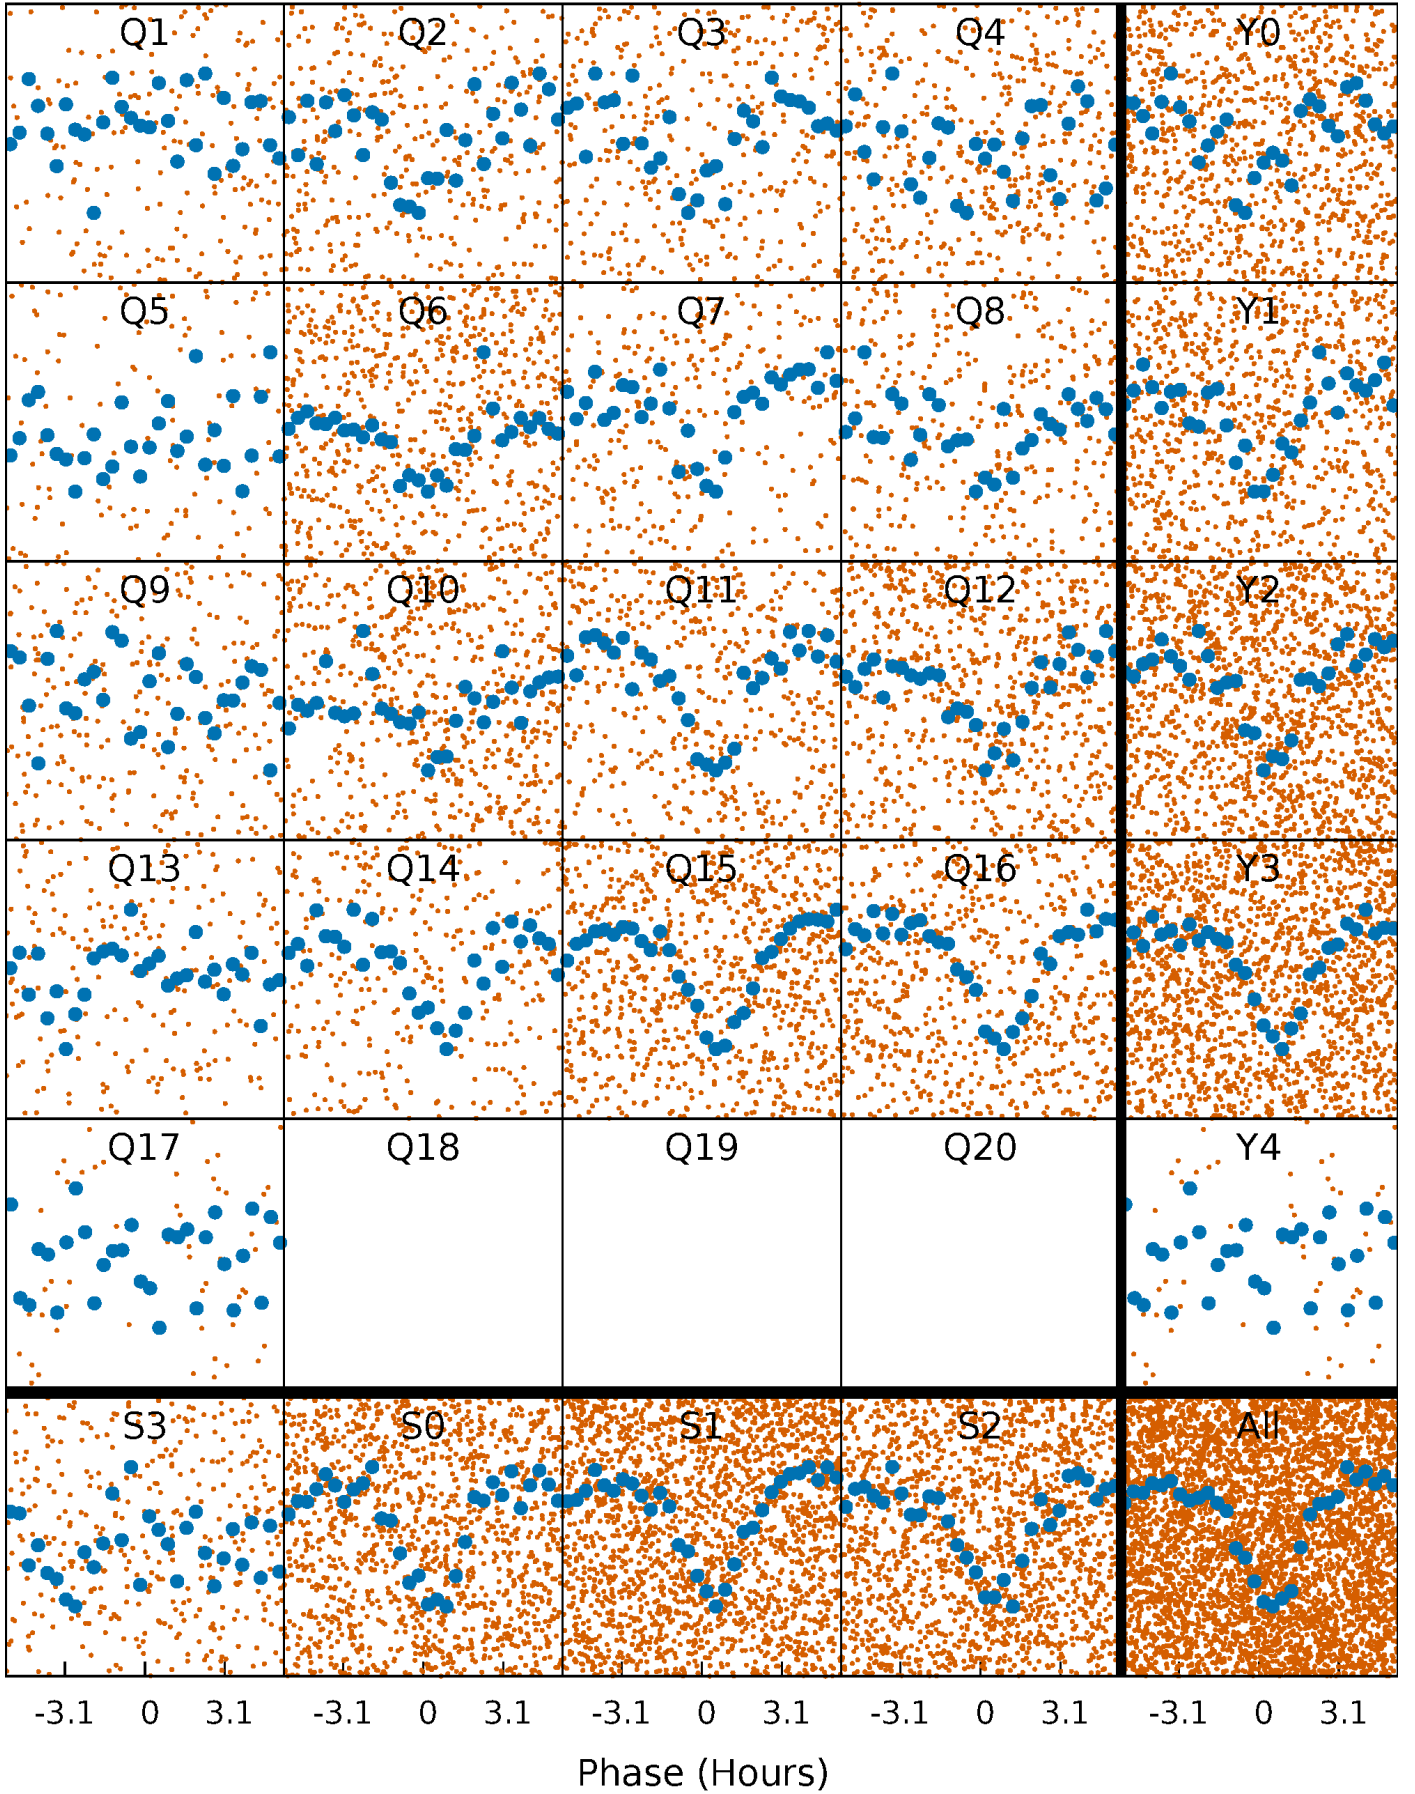 Q1 Q2 Q3 Q4 Y0
Q5 Q6 Q7 Q8 Y1
Q9 Q10 Q11 Q12 Y2
Q13 Q14 Q15 Q16 Y3
Q17 Q18 Q19 Q20 Y4
S3 S0 S1 S2 All
-3.1 0 3.1 -3.1 0 3.1 -3.1 0 3.1 -3.1 0 3.1 -3.1 0 3.1
Phase (Hours)